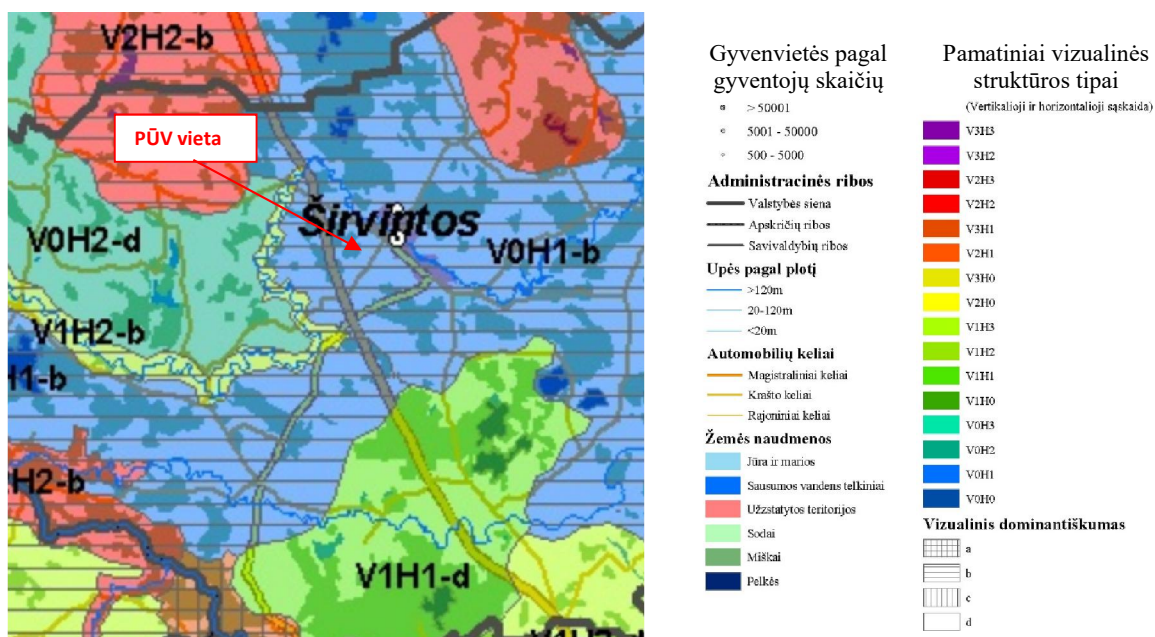 V2H2-b
PŪV vieta
Širvintos
V0H2-d
V0H1-b
V1H2-b
H1-b
H2-b
V1H1-d
Gyvenvietės pagal
gyventojų skaičių
> 50001
5001 - 50000
500 - 5000
Administracinės ribos
Valstybės siena
Apskričių ribos
Savivaldybių ribos
Upės pagal plotį
>120m
20-120m
<20m
Automobilių keliai
Magistraliniai keliai
Krašto keliai
Rajoniniai keliai
Žemės naudmenos
Jūra ir marios
Sausumos vandens telkiniai
Užstatytos teritorijos
Sodai
Miškai
Pelkės
Pamatiniai vizualinės
struktūros tipai
(Vertikalioji ir horizontalioji sąskaida)
V3H3
V3H2
V2H3
V2H2
V3H1
V2H1
V3H0
V2H0
V1H3
V1H2
V1H1
V1H0
V0H3
V0H2
V0H1
V0H0
Vizualinis dominantiškumas
a
b
c
d